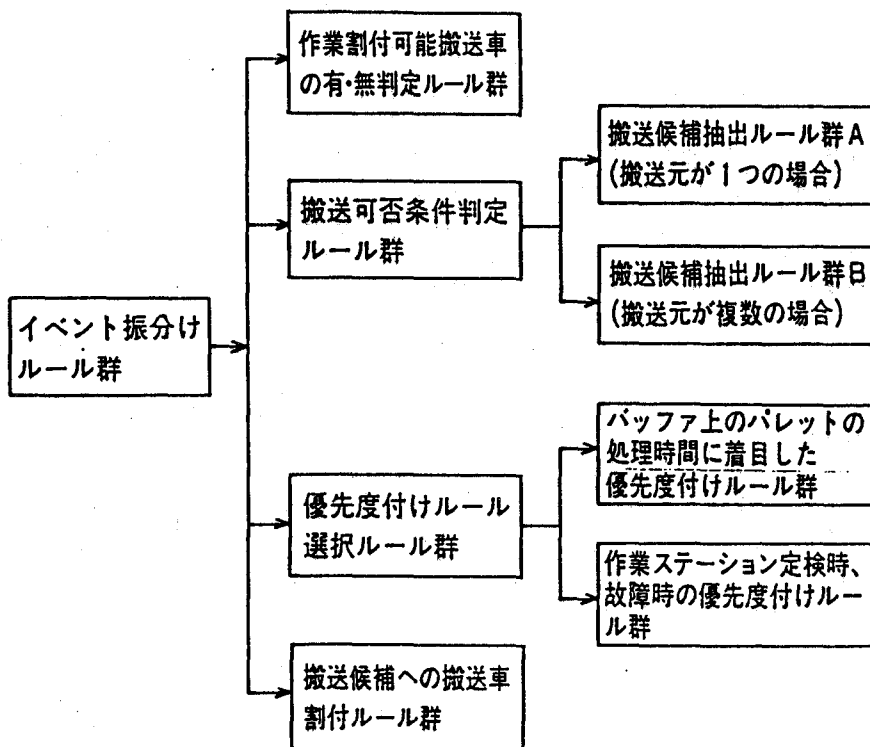 イベント振分け
ルール群
作業割付可能搬送車
の有・無判定ルール群
搬送可否条件判定
ルール群
搬送候補抽出ルール群A
(搬送元が1つの場合)
搬送候補抽出ルール群B
(搬送元が複数の場合)
優先度付けルール
選択ルール群
バッファ上のパレットの
処理時間に着目した
優先度付けルール群
作業ステーション定検時、
故障時の優先度付けルー
ル群
搬送候補への搬送車
割付ルール群